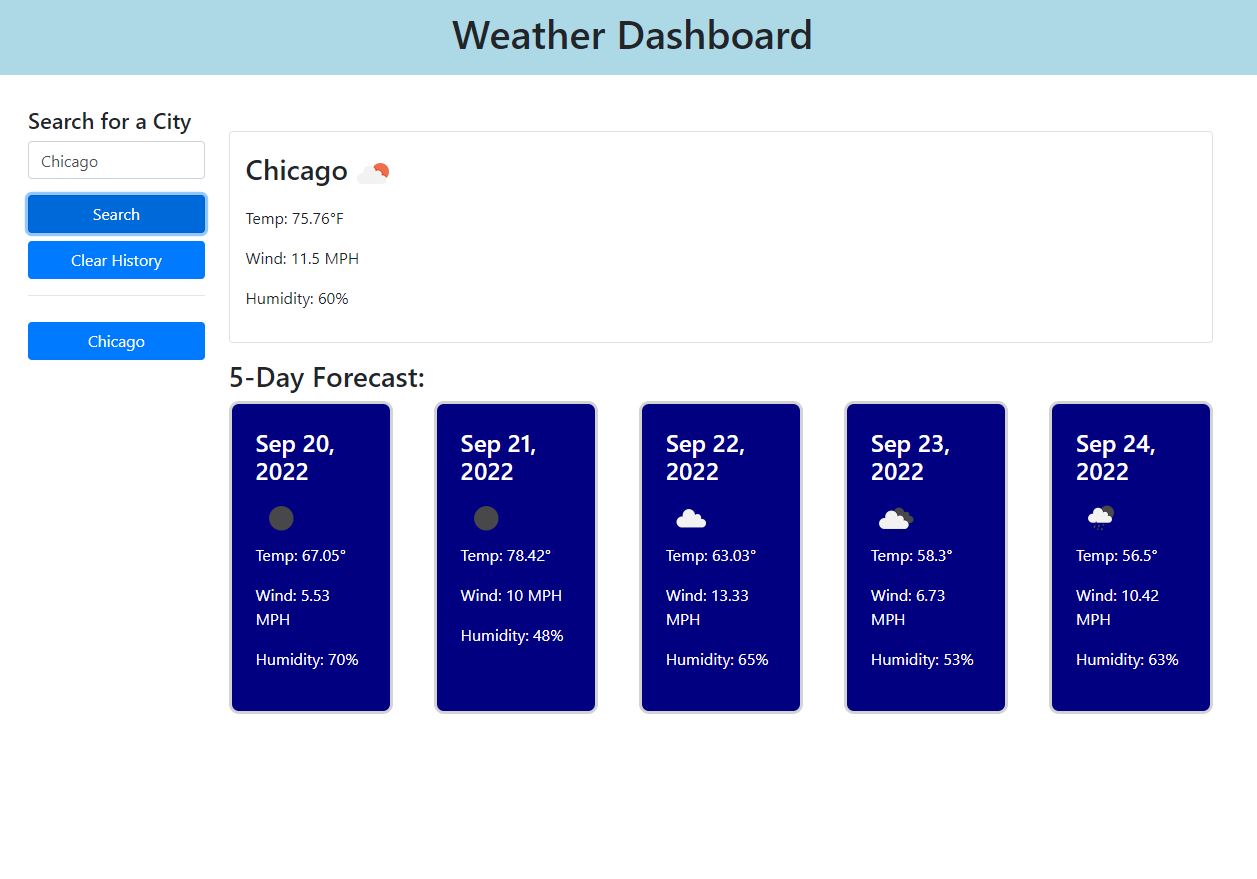 Weather Dashboard
Search for a City
Chicago
Search
Clear History
Chicago
Chicago
Temp: 75.76°F
Wind: 11.5 MPH
Humidity: 60%
5-Day Forecast:
Sep 20,
2022
Temp: 67.05°
Wind: 5.53
MPH
Humidity: 70%
Sep 21,
2022
Temp: 78.42°
Wind: 10 MPH
Humidity: 48%
Sep 22,
2022
Temp: 63.03°
Wind: 13.33
MPH
Humidity: 65%
Sep 23,
2022
Temp: 58.3°
Wind: 6.73
MPH
Humidity: 53%
Sep 24,
2022
Temp: 56.5°
Wind: 10.42
MPH
Humidity: 63%